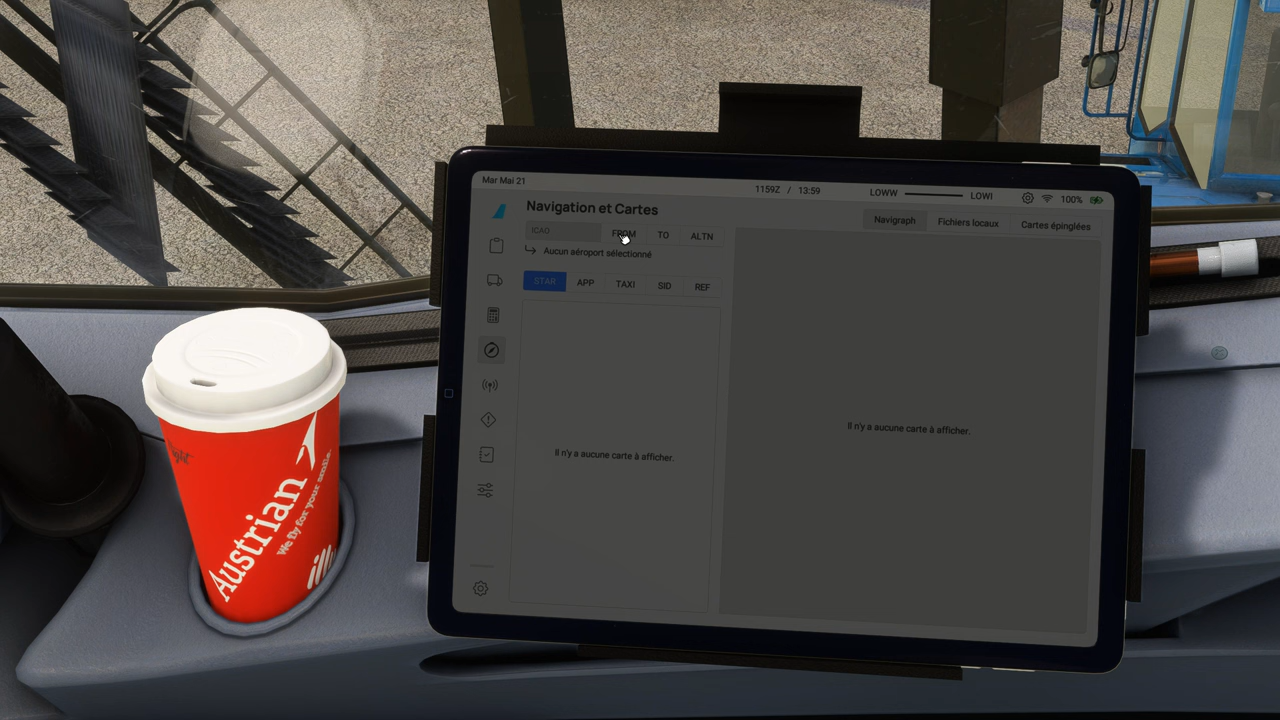 Mar Mai 21
1159Z / 13:59
LOWW
LOWI
100%
Navigation et Cartes
Navigraph
Fichiers locaux
Cartes épinglées
ICAO
FROM
TO
ALTN
Aucun aéroport sélectionné
STAR
APP
TAXI
SID
REF
Il n'y a aucune carte à afficher.
Il n'y a aucune carte à afficher.
Austrian
We fly for your smile.